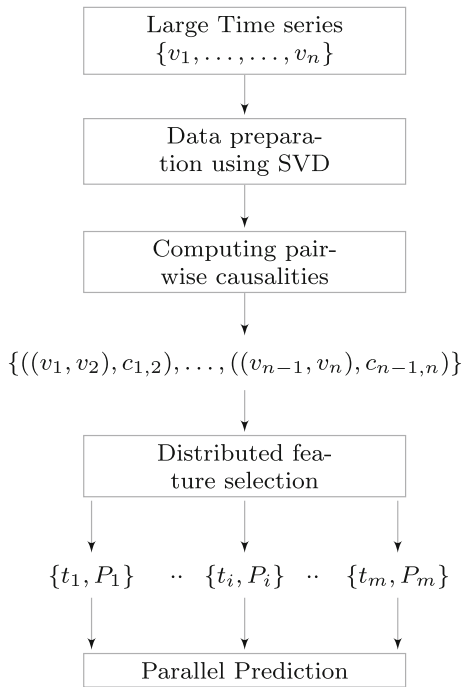 Large Time series
{v₁, . . . , . . . , vₙ}
Data prepara-
tion using SVD
Computing pair-
wise causalities
{((v₁, v₂), c₁,₂), . . . , ((vₙ₋₁, vₙ), cₙ₋₁,ₙ)}
Distributed fea-
ture selection
{t₁, P₁} .. {tᵢ, Pᵢ} .. {tₘ, Pₘ}
Parallel Prediction